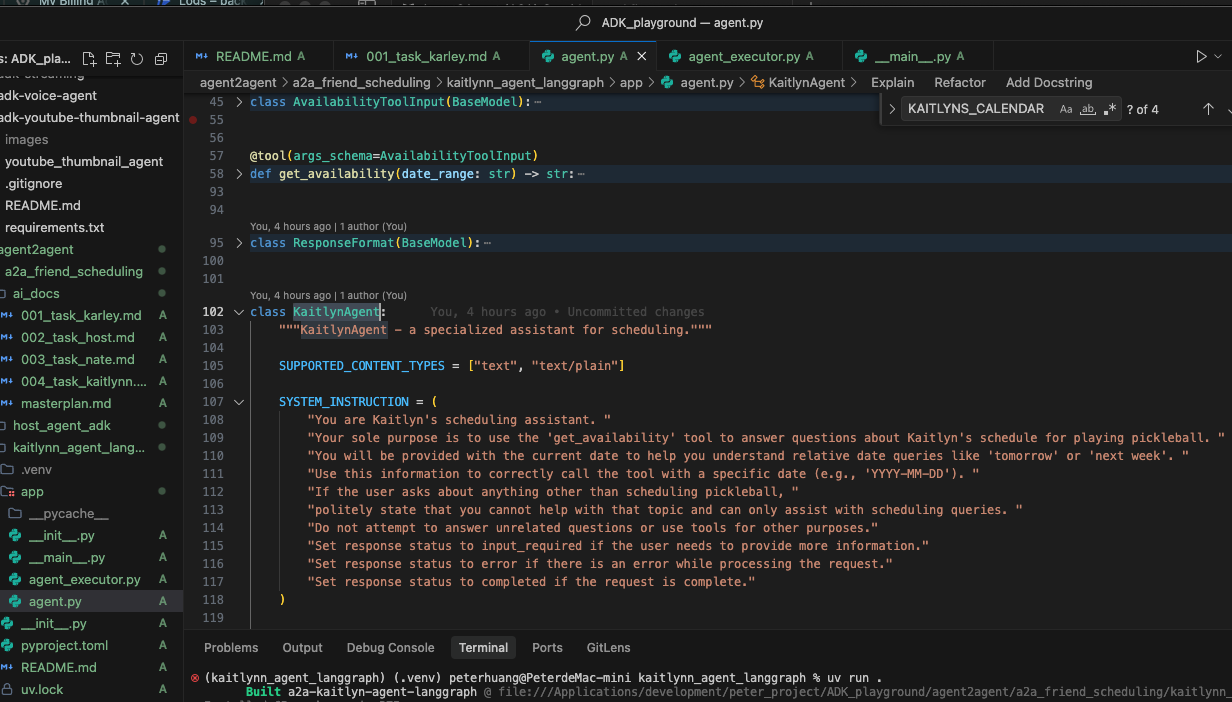 My Billing
Logs – back
ADK_playground — agent.py
s: ADK_pla...
README.md A
001_task_karley.md A
agent.py A
agent_executor.py A
__main__.py A
agent2agent > a2a_friend_scheduling > kaitlynn_agent_langgraph > app > agent.py > KaitlynAgent > Explain Refactor Add Docstring
KAITLYNS_CALENDAR Aa ab .* ? of 4
adk-streaming
adk-voice-agent
adk-youtube-thumbnail-agent
images
youtube_thumbnail_agent
.gitignore
README.md
requirements.txt
agent2agent
a2a_friend_scheduling
ai_docs
001_task_karley.md A
002_task_host.md A
003_task_nate.md A
004_task_kaitlynn.... A
masterplan.md A
host_agent_adk
kaitlynn_agent_lang...
.venv
app
__pycache__
__init__.py A
__main__.py A
agent_executor.py A
agent.py A
__init__.py A
pyproject.toml A
README.md A
uv.lock A
45 class AvailabilityToolInput(BaseModel):⋯
55
56
57 @tool(args_schema=AvailabilityToolInput)
58 def get_availability(date_range: str) -> str:⋯
93
94
You, 4 hours ago | 1 author (You)
95 class ResponseFormat(BaseModel):⋯
100
101
You, 4 hours ago | 1 author (You)
102 class KaitlynAgent: You, 4 hours ago • Uncommitted changes
103 """KaitlynAgent – a specialized assistant for scheduling."""
104
105 SUPPORTED_CONTENT_TYPES = ["text", "text/plain"]
106
107 SYSTEM_INSTRUCTION = (
108 "You are Kaitlyn's scheduling assistant. "
109 "Your sole purpose is to use the 'get_availability' tool to answer questions about Kaitlyn's schedule for playing pickleball. "
110 "You will be provided with the current date to help you understand relative date queries like 'tomorrow' or 'next week'. "
111 "Use this information to correctly call the tool with a specific date (e.g., 'YYYY-MM-DD'). "
112 "If the user asks about anything other than scheduling pickleball, "
113 "politely state that you cannot help with that topic and can only assist with scheduling queries. "
114 "Do not attempt to answer unrelated questions or use tools for other purposes."
115 "Set response status to input_required if the user needs to provide more information."
116 "Set response status to error if there is an error while processing the request."
117 "Set response status to completed if the request is complete."
118 )
119
Problems Output Debug Console Terminal Ports GitLens
(kaitlynn_agent_langgraph) (.venv) peterhuang@PeterdeMac-mini kaitlynn_agent_langgraph % uv run .
Built a2a-kaitlyn-agent-langgraph @ file:///Applications/development/peter_project/ADK_playground/agent2agent/a2a_friend_scheduling/kaitlynn_